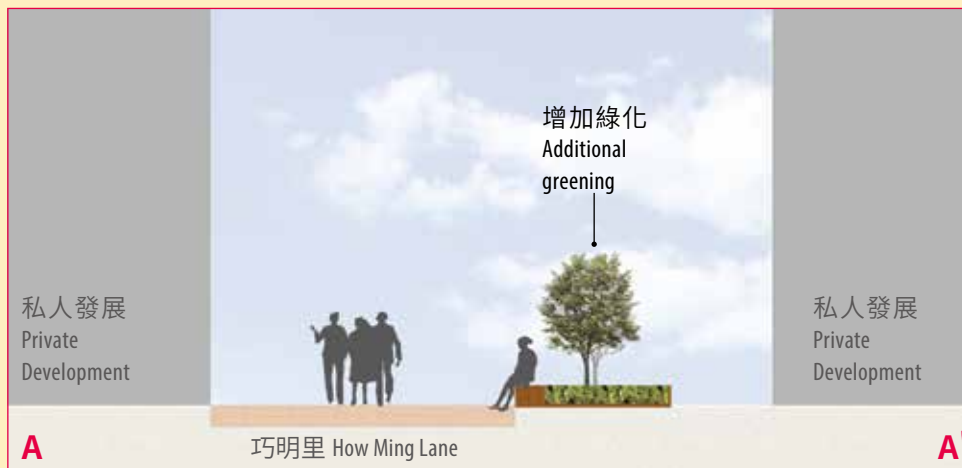 增加綠化
Additional
greening
私人發展
Private
Development
私人發展
Private
Development
A
巧明里 How Ming Lane
A'